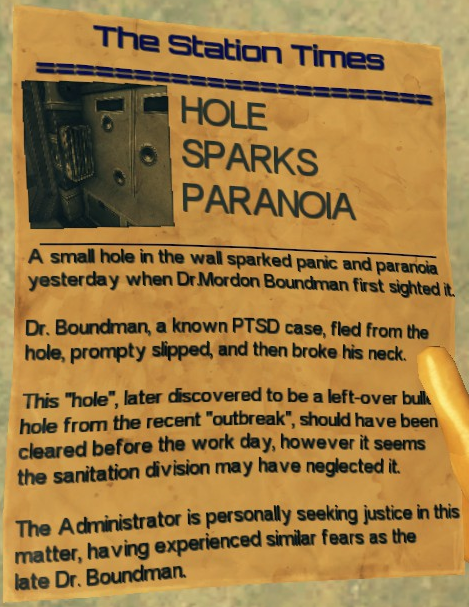 The Station Times
=======================
HOLE
SPARKS
PARANOIA
A small hole in the wall sparked panic and paranoia
yesterday when Dr.Mordon Boundman first sighted it.
Dr. Boundman, a known PTSD case, fled from the
hole, prompty slipped, and then broke his neck.
This "hole", later discovered to be a left-over
hole from the recent "outbreak", should have been
cleared before the work day, however it seems
the sanitation division may have neglected it.
The Administrator is personally seeking justice in this
matter, having experienced similar fears as the
late Dr. Boundman.